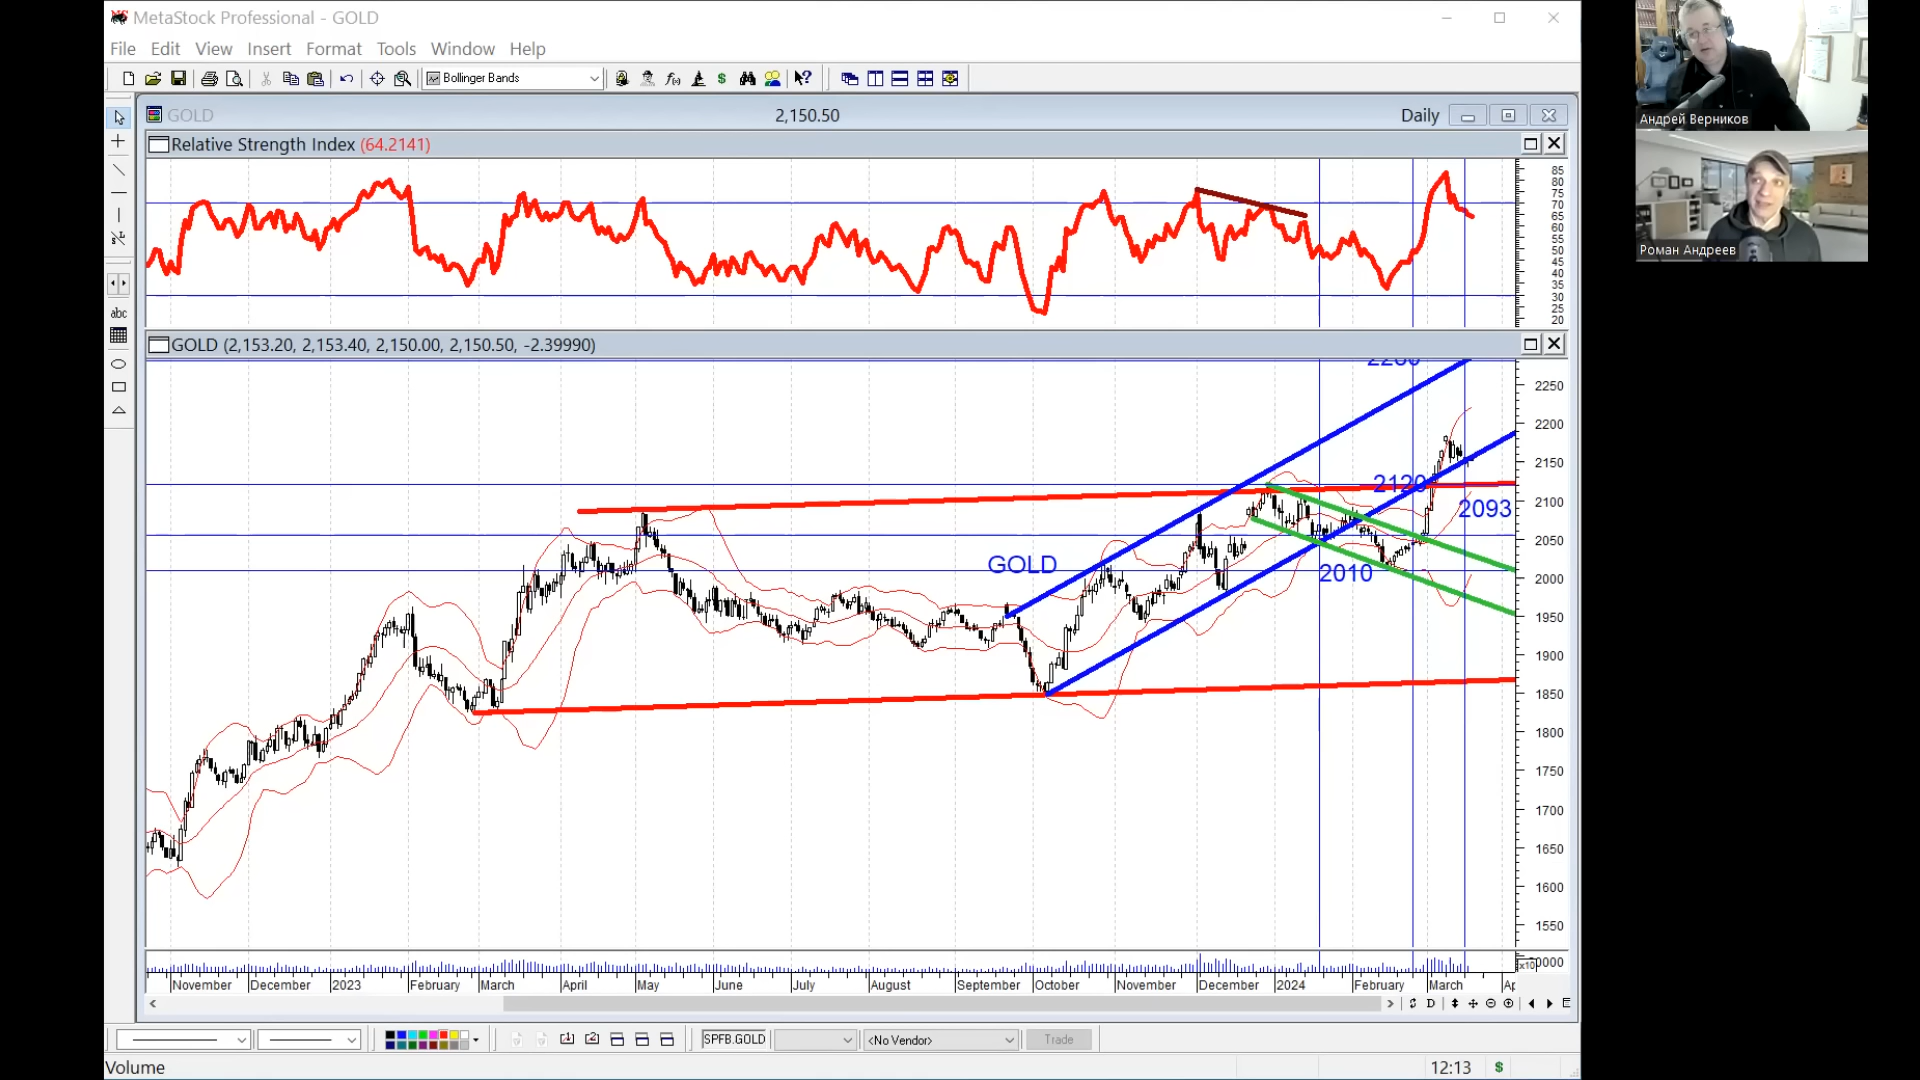 MetaStock Professional - GOLD
File Edit View Insert Format Tools Window Help
Bollinger Bands
GOLD 2,150.50 Daily
Relative Strength Index (64.2141)
85
80
75
70
65
60
55
50
45
40
35
30
25
20
GOLD (2,153.20, 2,153.40, 2,150.00, 2,150.50, -2.39990)
2250
2200
2150
2120
2100
2093
2050
GOLD
2010
2000
1950
1900
1850
1800
1750
1700
1650
1600
1550
x10
November December 2023 February March April May June July August September October November December 2024 February March
abc
SPFB.GOLD <No Vendor> Trade
Volume 12:13 $
Андрей Верников
Роман Андреев